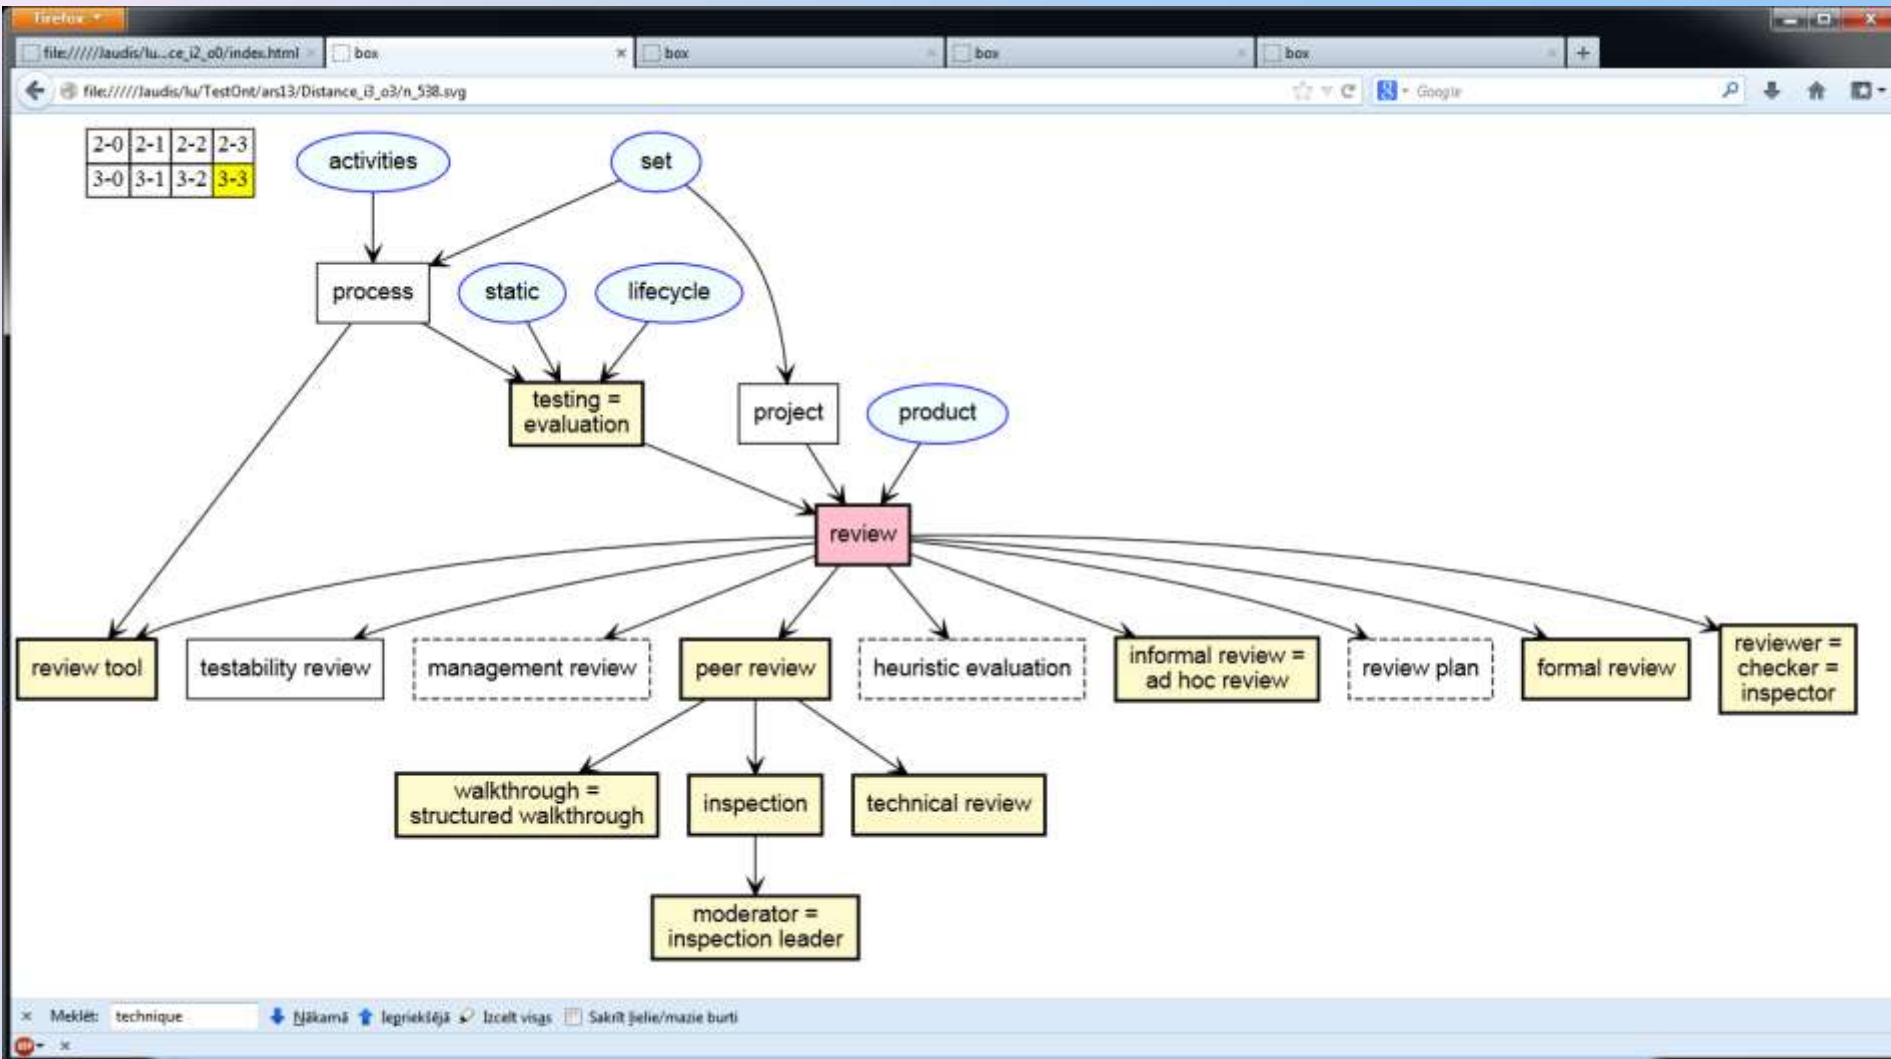 Firefox
file://///Jaudis/lu...ce_i2_o0/index.html
box
box
box
box
file://///Jaudis/lu/TestOnt/ars13/Distance_i3_o3/n_538.svg
Google
2-0 2-1 2-2 2-3
3-0 3-1 3-2 3-3
activities
set
process
static
lifecycle
testing =
evaluation
project
product
review
review tool
testability review
management review
peer review
heuristic evaluation
informal review =
ad hoc review
review plan
formal review
reviewer =
checker =
inspector
walkthrough =
structured walkthrough
inspection
technical review
moderator =
inspection leader
Meklēt: technique
Nākamā
Iepriekšējā
Izcelt visas
Sakrīt lielie/mazie burti
ABP